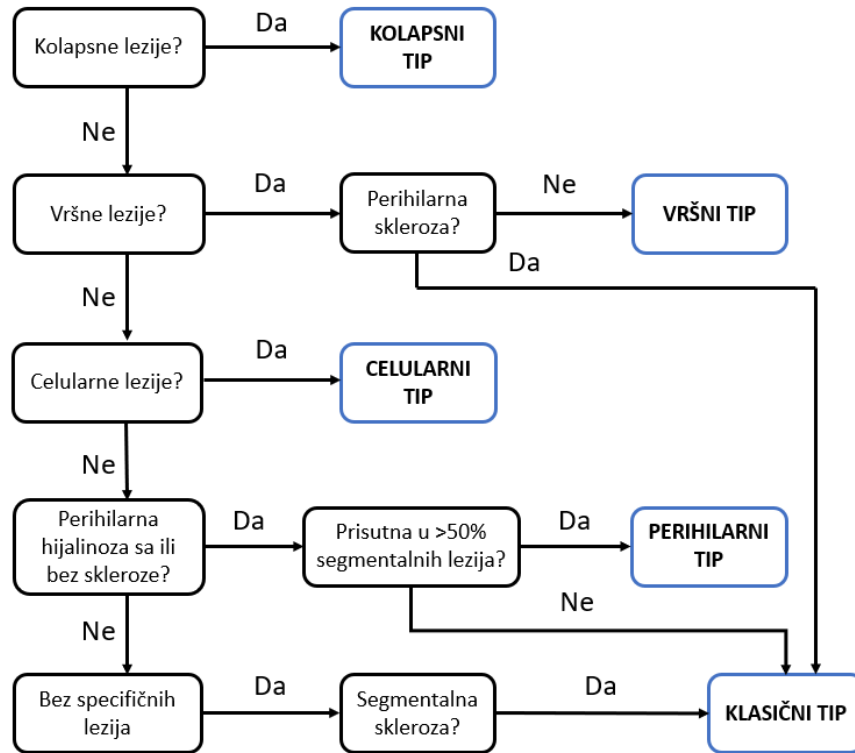 Kolapsne lezije?
Da
KOLAPSNI
TIP
Ne
Vršne lezije?
Da
Perihilarna
skleroza?
Ne
VRŠNI TIP
Da
Ne
Celularne lezije?
Da
CELULARNI
TIP
Ne
Perihilarna
hijalinoza sa ili
bez skleroze?
Da
Prisutna u >50%
segmentalnih lezija?
Da
PERIHILARNI
TIP
Ne
Ne
Bez specifičnih
lezija
Da
Segmentalna
skleroza?
Da
KLASIČNI TIP